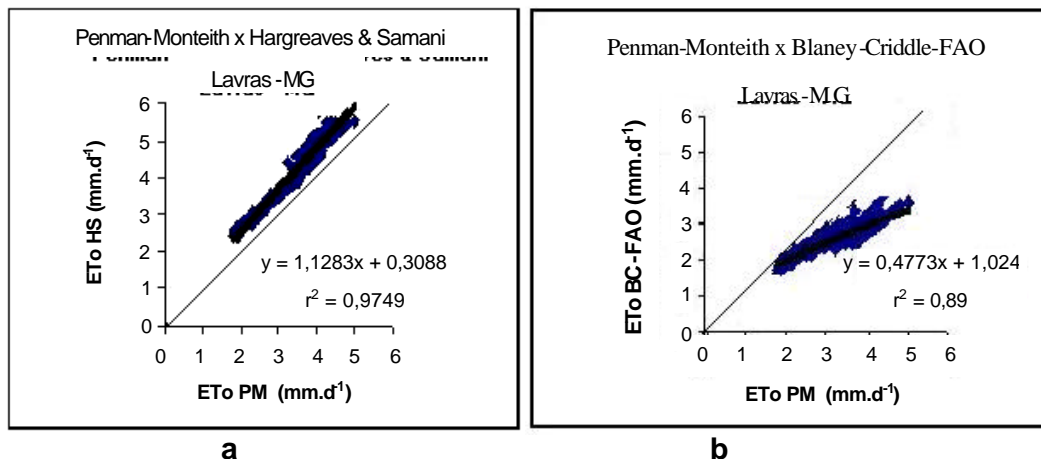 Penman-Monteith x Hargreaves & Samani
Lavras -MG
6
5
4
3
2
1
0
ETo HS (mm.d-1)
y = 1,1283x + 0,3088
r2 = 0,9749
0 1 2 3 4 5 6
ETo PM (mm.d-1)
a
Penman-Monteith x Blaney-Criddle-FAO
Lavras -MG
6
5
4
3
2
1
0
ETo BC-FAO (mm.d-1)
y = 0,4773x + 1,024
r2 = 0,89
0 1 2 3 4 5 6
ETo PM (mm.d-1)
b